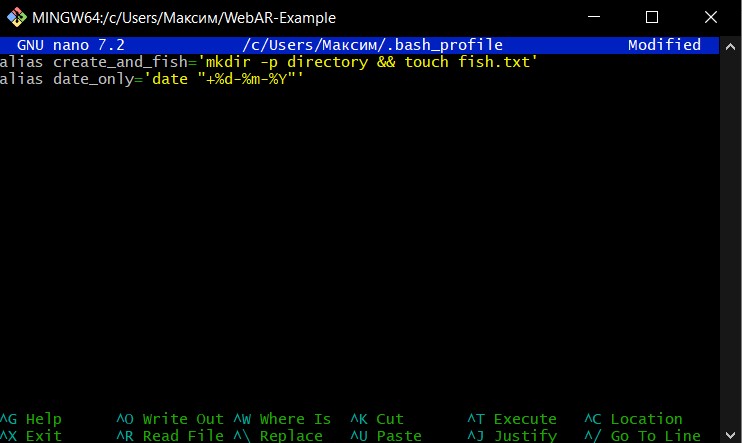 MINGW64:/c/Users/Максим/WebAR-Example
GNU nano 7.2 /c/Users/Максим/.bash_profile Modified
alias create_and_fish='mkdir -p directory && touch fish.txt'
alias date_only='date "+%d-%m-%Y"'
^G Help ^O Write Out ^W Where Is ^K Cut ^T Execute ^C Location
^X Exit ^R Read File ^\ Replace ^U Paste ^J Justify ^/ Go To Line